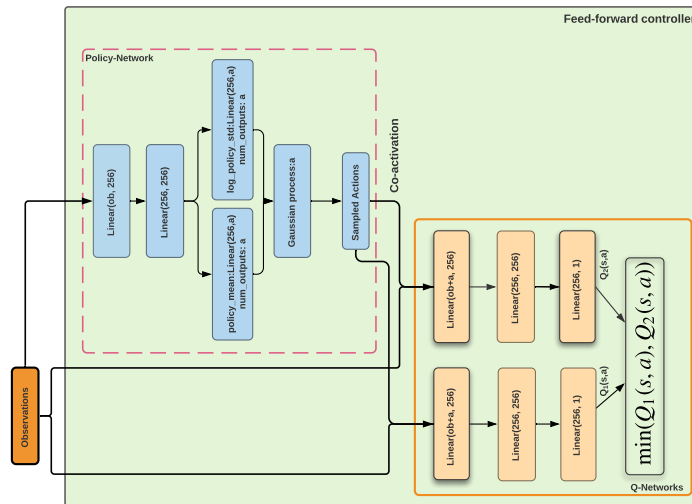 Feed-forward controller
Policy-Network
Linear(ob, 256)
Linear(256, 256)
log_policy_std:Linear(256,a)
num_outputs: a
policy_mean:Linear(256,a)
num_outputs: a
Gaussian process:a
Sampled Actions
Co-activation
Observations
Linear(ob+a, 256)
Linear(256, 256)
Linear(256, 1)
Q₂(s,a)
Linear(ob+a, 256)
Linear(256, 256)
Linear(256, 1)
Q₁(s,a)
min(Q₁(s, a), Q₂(s, a))
Q-Networks